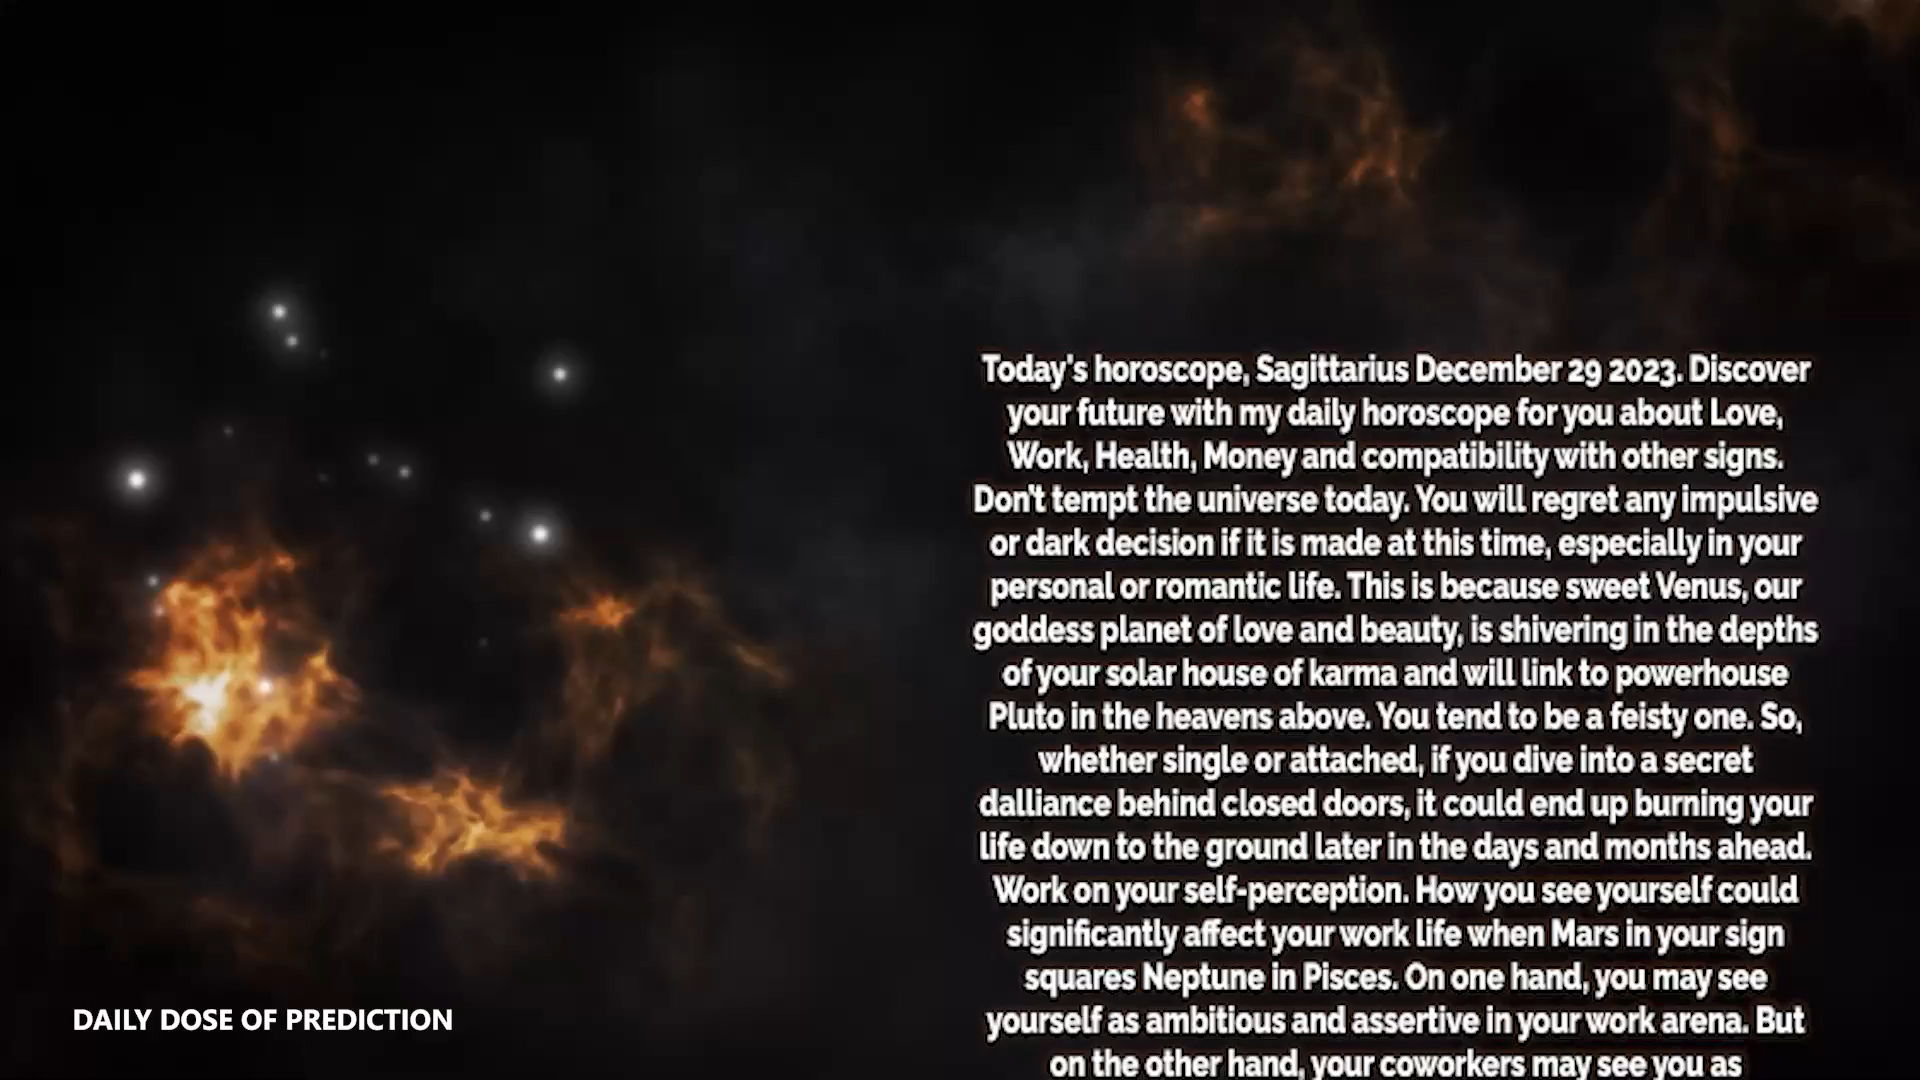 Today's horoscope, Sagittarius December 29 2023. Discover
your future with my daily horoscope for you about Love,
Work, Health, Money and compatibility with other signs.
Don't tempt the universe today. You will regret any impulsive
or dark decision if it is made at this time, especially in your
personal or romantic life. This is because sweet Venus, our
goddess planet of love and beauty, is shivering in the depths
of your solar house of karma and will link to powerhouse
Pluto in the heavens above. You tend to be a feisty one. So,
whether single or attached, if you dive into a secret
dalliance behind closed doors, it could end up burning your
life down to the ground later in the days and months ahead.
Work on your self-perception. How you see yourself could
significantly affect your work life when Mars in your sign
squares Neptune in Pisces. On one hand, you may see
yourself as ambitious and assertive in your work arena. But
on the other hand, your coworkers may see you as
DAILY DOSE OF PREDICTION